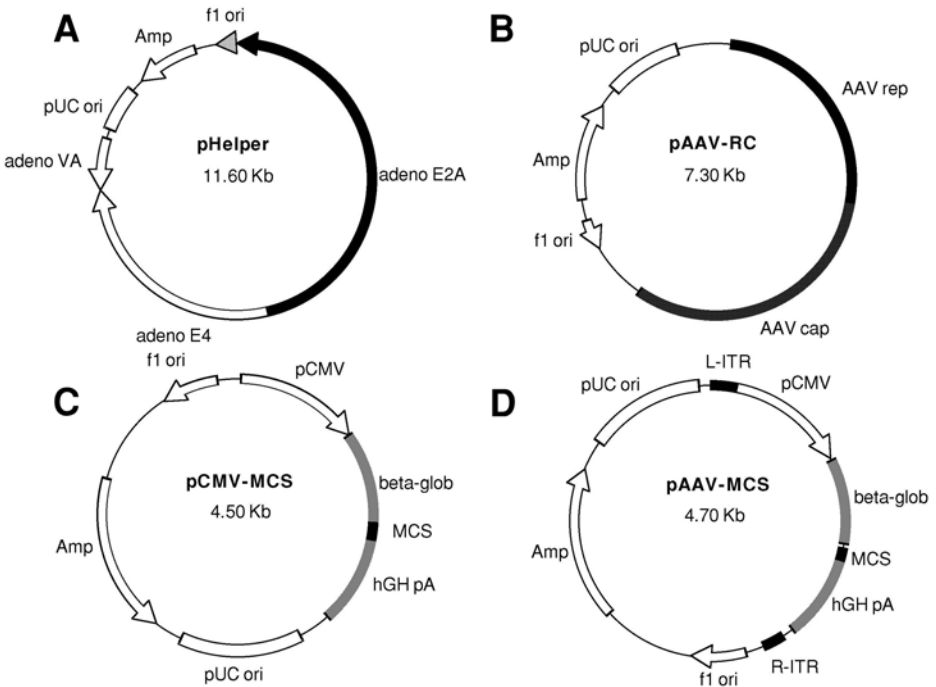 A
f1 ori
Amp
pUC ori
adeno VA
pHelper
11.60 Kb
adeno E2A
adeno E4
B
pUC ori
AAV rep
pAAV-RC
7.30 Kb
Amp
f1 ori
AAV cap
C
f1 ori
pCMV
pCMV-MCS
4.50 Kb
beta-glob
MCS
Amp
hGH pA
pUC ori
D
L-ITR
pUC ori
pCMV
pAAV-MCS
4.70 Kb
beta-glob
Amp
MCS
hGH pA
R-ITR
f1 ori